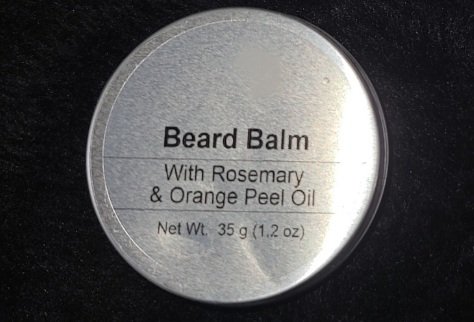 Beard Balm
With Rosemary
& Orange Peel Oil
Net Wt. 35 g (1.2 oz)